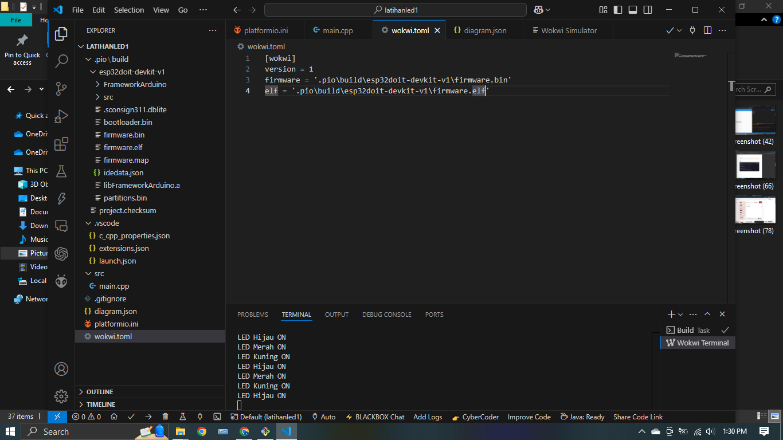 File Edit Selection View Go ··· latihanled1
File Ho
Pin to Quick access
EXPLORER ···
platformio.ini main.cpp wokwi.toml diagram.json Wokwi Simulator
LATIHANLED1
wokwi.toml
.pio \ build
esp32doit-devkit-v1
FrameworkArduino
src
.sconsign311.dblite
bootloader.bin
firmware.bin
firmware.elf
firmware.map
idedata.json
libFrameworkArduino.a
partitions.bin
project.checksum
.vscode
c_cpp_properties.json
extensions.json
launch.json
src
main.cpp
.gitignore
diagram.json
platformio.ini
wokwi.toml
OUTLINE
TIMELINE
1 [wokwi]
2 version = 1
3 firmware = '.pio\build\esp32doit-devkit-v1\firmware.bin'
4 elf = '.pio\build\esp32doit-devkit-v1\firmware.elf'
Quick a
OneDri
OneDri
This PC
3D Ob
Deskt
Docu
Down
Music
Pictur
Video
Local
Networ
rch Scr...
reenshot (42)
reenshot (66)
reenshot (78)
PROBLEMS TERMINAL OUTPUT DEBUG CONSOLE PORTS
LED Hijau ON
LED Merah ON
LED Kuning ON
LED Hijau ON
LED Merah ON
LED Kuning ON
LED Hijau ON
Build Task
Wokwi Terminal
37 items
0 0 Default (latihanled1) Auto BLACKBOX Chat Add Logs CyberCoder Improve Code Java: Ready Share Code Link
Search
1:30 PM